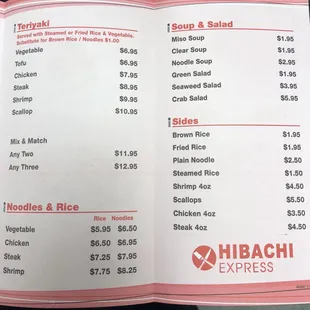 Teriyaki
Served with Steamed or Fried Rice & Vegetable.
Substitute for Brown Rice / Noodles $1.00
Vegetable $6.95
Tofu $6.95
Chicken $7.95
Steak $8.95
Shrimp $9.95
Scallop $10.95
Mix & Match
Any Two $11.95
Any Three $12.95
Noodles & Rice
Rice Noodles
Vegetable $5.95 $6.50
Chicken $6.50 $6.95
Steak $7.25 $7.95
Shrimp $7.75 $8.25
Soup & Salad
Miso Soup $1.95
Clear Soup $1.95
Noodle Soup $2.95
Green Salad $1.95
Seaweed Salad $3.95
Crab Salad $5.95
Sides
Brown Rice $1.95
Fried Rice $1.95
Plain Noodle $2.50
Steamed Rice $1.50
Shrimp 4oz $4.50
Scallops $5.50
Chicken 4oz $3.50
Steak 4oz $4.50
HIBACHI
EXPRESS